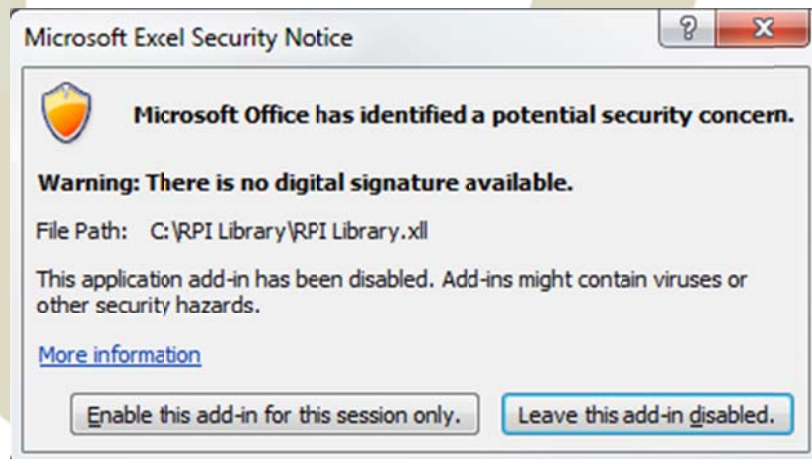 Microsoft Excel Security Notice
Microsoft Office has identified a potential security concern.
Warning: There is no digital signature available.
File Path: C:\RPI Library\RPI Library.xll
This application add-in has been disabled. Add-ins might contain viruses or
other security hazards.
More information
Enable this add-in for this session only. Leave this add-in disabled.